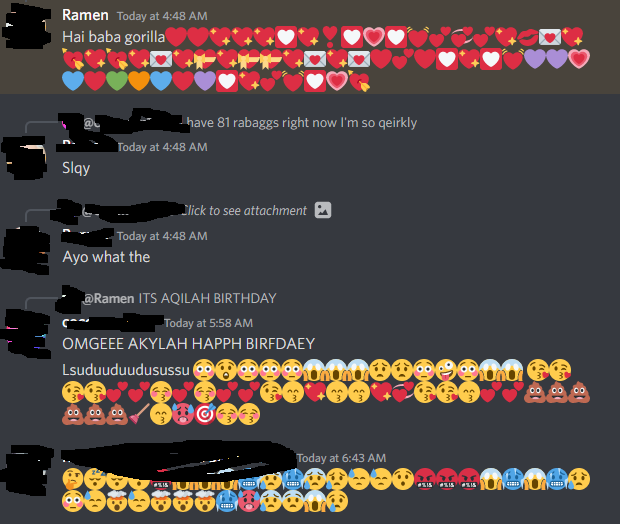 Ramen Today at 4:48 AM
Hai baba gorilla
have 81 rabaggs right now I'm so qeirkly
Today at 4:48 AM
Slqy
Click to see attachment
Today at 4:48 AM
Ayo what the
@Ramen ITS AQILAH BIRTHDAY
Today at 5:58 AM
OMGEEE AKYLAH HAPPH BIRFDAEY
Lsuduuduudusussu
Today at 6:43 AM